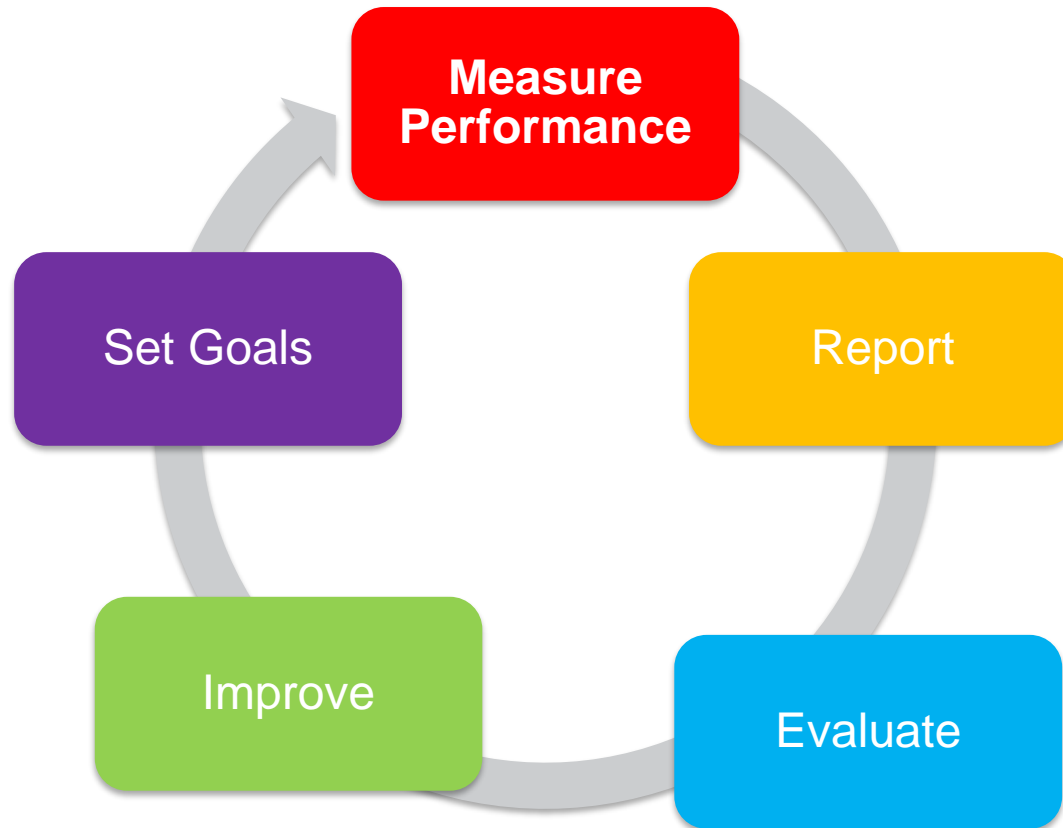 Measure
Performance
Report
Evaluate
Improve
Set Goals